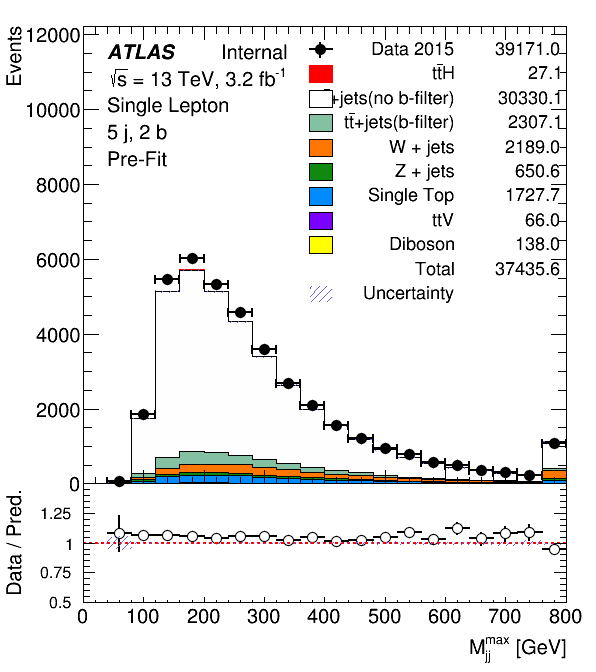 Events
12000
10000
8000
6000
4000
2000
0
ATLAS Internal
√s = 13 TeV, 3.2 fb⁻¹
Single Lepton
5 j, 2 b
Pre-Fit
Data 2015 39171.0
tt̄H 27.1
+jets(no b-filter) 30330.1
tt̄+jets(b-filter) 2307.1
W + jets 2189.0
Z + jets 650.6
Single Top 1727.7
ttV 66.0
Diboson 138.0
Total 37435.6
Uncertainty
Data / Pred.
1.25
1
0.75
0.5
0 100 200 300 400 500 600 700 800
M_jj^max [GeV]